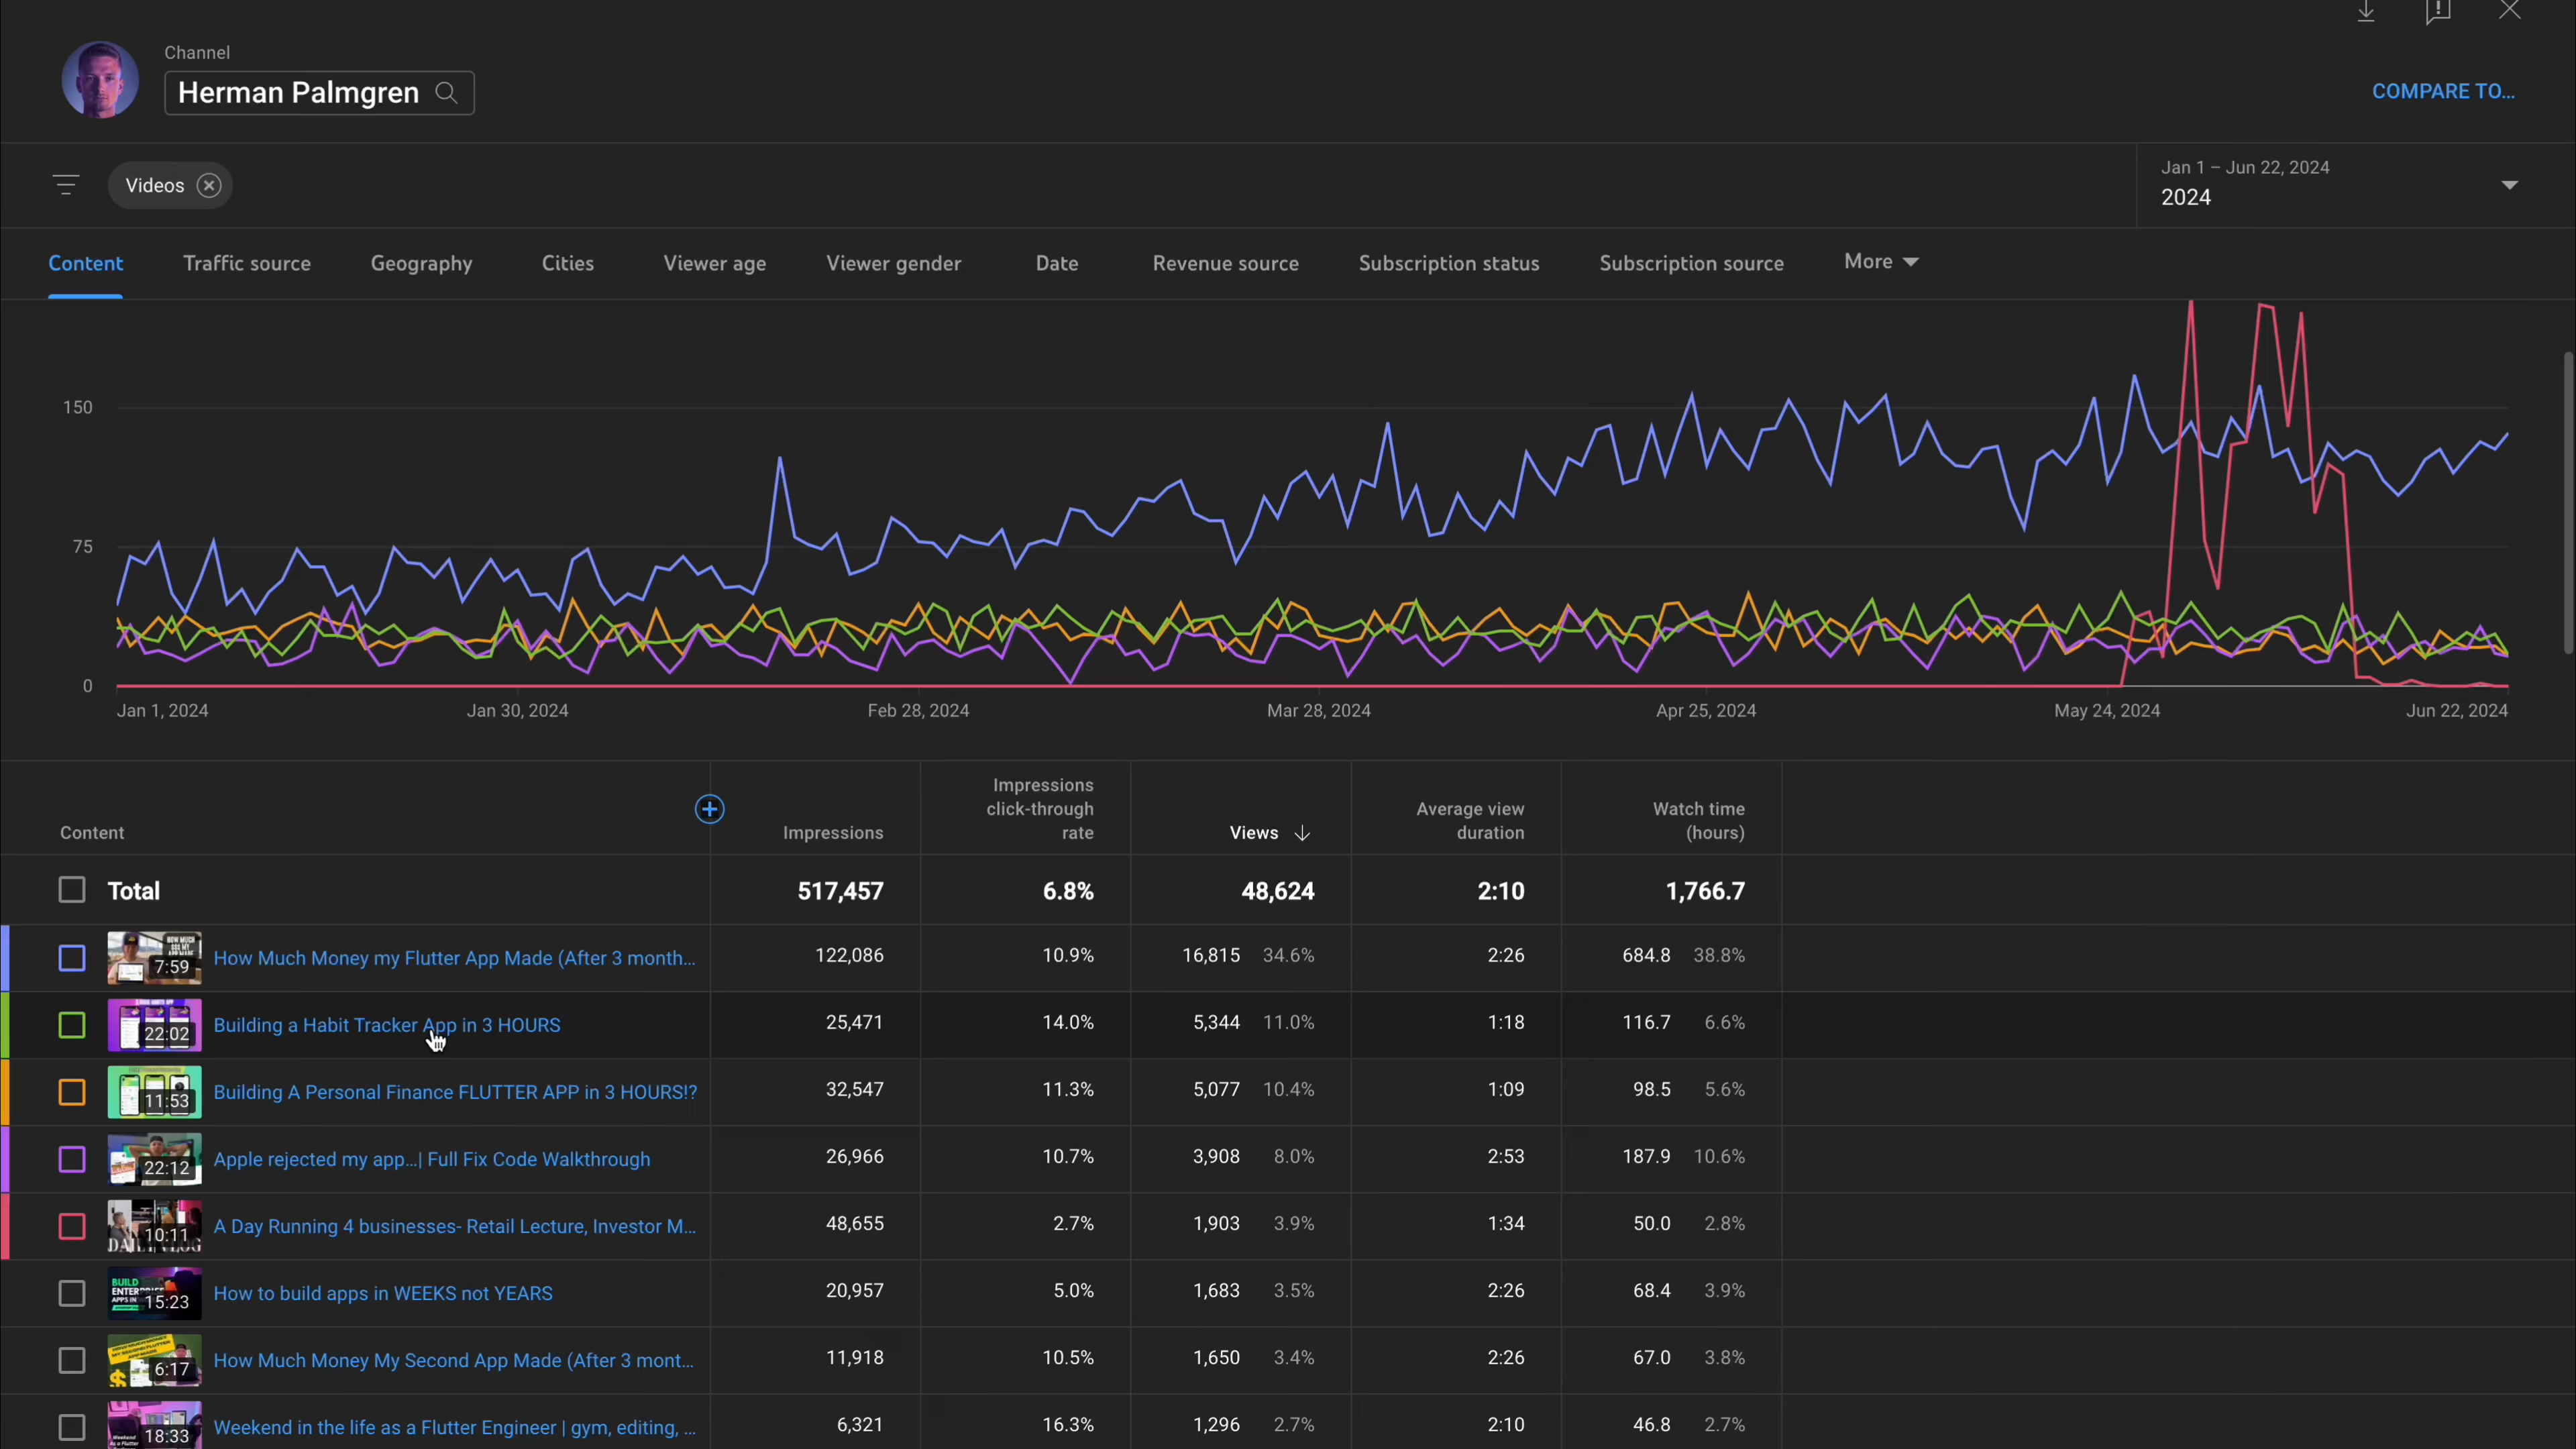 Channel
Herman Palmgren
COMPARE TO...
Videos
Jan 1 – Jun 22, 2024
2024
Content Traffic source Geography Cities Viewer age Viewer gender Date Revenue source Subscription status Subscription source More
150
75
0
Jan 1, 2024 Jan 30, 2024 Feb 28, 2024 Mar 28, 2024 Apr 25, 2024 May 24, 2024 Jun 22, 2024
Content Impressions Impressions click-through rate Views Average view duration Watch time (hours)
Total 517,457 6.8% 48,624 2:10 1,766.7
7:59 How Much Money my Flutter App Made (After 3 month... 122,086 10.9% 16,815 34.6% 2:26 684.8 38.8%
22:02 Building a Habit Tracker App in 3 HOURS 25,471 14.0% 5,344 11.0% 1:18 116.7 6.6%
11:53 Building A Personal Finance FLUTTER APP in 3 HOURS!? 32,547 11.3% 5,077 10.4% 1:09 98.5 5.6%
22:12 Apple rejected my app...| Full Fix Code Walkthrough 26,966 10.7% 3,908 8.0% 2:53 187.9 10.6%
10:11 A Day Running 4 businesses- Retail Lecture, Investor M... 48,655 2.7% 1,903 3.9% 1:34 50.0 2.8%
15:23 How to build apps in WEEKS not YEARS 20,957 5.0% 1,683 3.5% 2:26 68.4 3.9%
6:17 How Much Money My Second App Made (After 3 mont... 11,918 10.5% 1,650 3.4% 2:26 67.0 3.8%
18:33 Weekend in the life as a Flutter Engineer | gym, editing, ... 6,321 16.3% 1,296 2.7% 2:10 46.8 2.7%